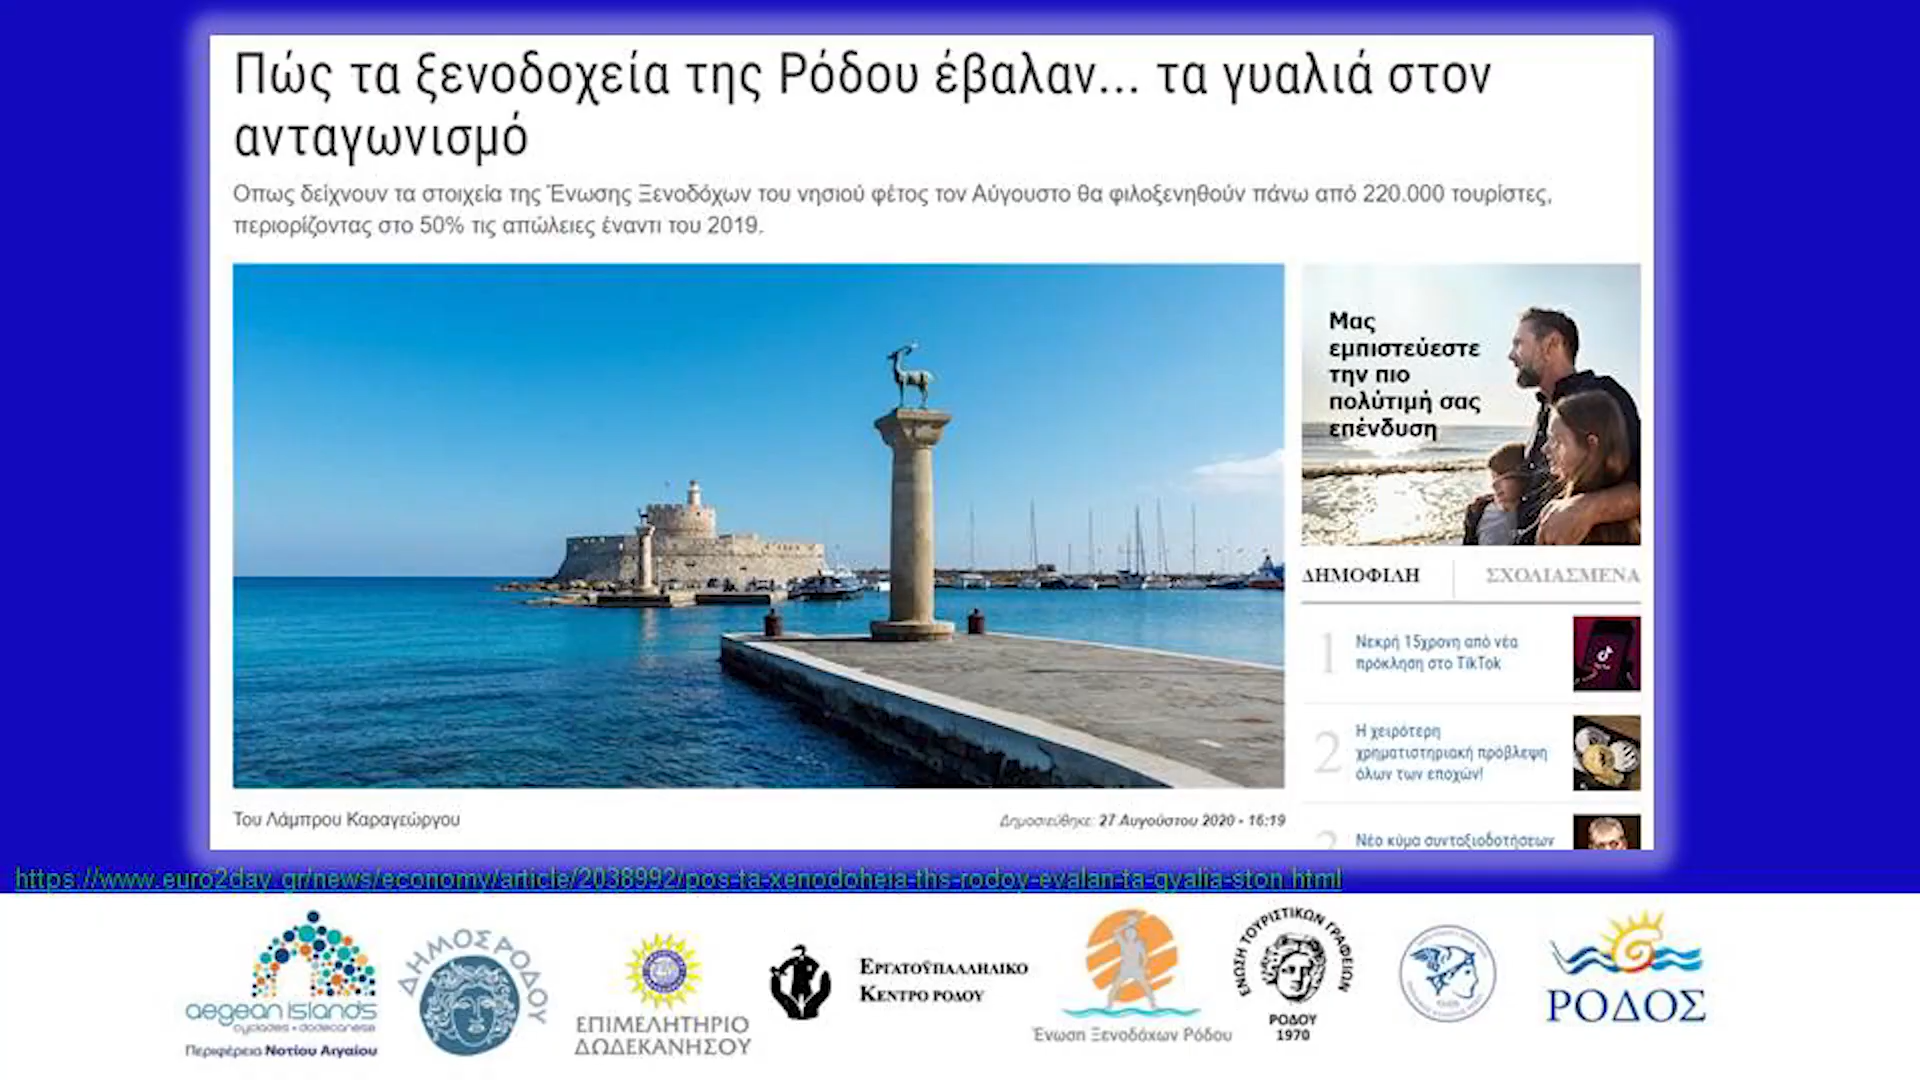 Πώς τα ξενοδοχεία της Ρόδου έβαλαν... τα γυαλιά στον
ανταγωνισμό
Οπως δείχνουν τα στοιχεία της Ένωσης Ξενοδόχων του νησιού φέτος τον Αύγουστο θα φιλοξενηθούν πάνω από 220.000 τουρίστες,
περιορίζοντας στο 50% τις απώλειες έναντι του 2019.
Μας
εμπιστεύεστε
την πιο
πολύτιμή σας
επένδυση
ΔΗΜΟΦΙΛΗ
ΣΧΟΛΙΑΣΜΕΝΑ
1
Νεκρή 15χρονη από νέα
πρόκληση στο TikTok
2
Η χειρότερη
χρηματιστηριακή πρόβλεψη
όλων των εποχών!
Νέο κύμα συνταξιοδοτήσεων
Του Λάμπρου Καραγεώργου
Δημοσιεύθηκε: 27 Αυγούστου 2020 - 16:19
https://www.euro2day.gr/news/economy/article/2038992/pos-ta-xenodoheia-ths-rodoy-evalan-ta-gyalia-ston.html
aegean islands
cyclades • dodecanese
Περιφέρεια Νοτίου Αιγαίου
ΔΗΜΟΣ ΡΟΔΟΥ
ΕΠΙΜΕΛΗΤΗΡΙΟ
ΔΩΔΕΚΑΝΗΣΟΥ
ΕΡΓΑΤΟΫΠΑΛΛΗΛΙΚΟ
ΚΕΝΤΡΟ ΡΟΔΟΥ
Ένωση Ξενοδόχων Ρόδου
ΕΝΩΣΗ ΤΟΥΡΙΣΤΙΚΩΝ ΓΡΑΦΕΙΩΝ
ΡΟΔΟΥ
1970
ΡΟΔΟΣ